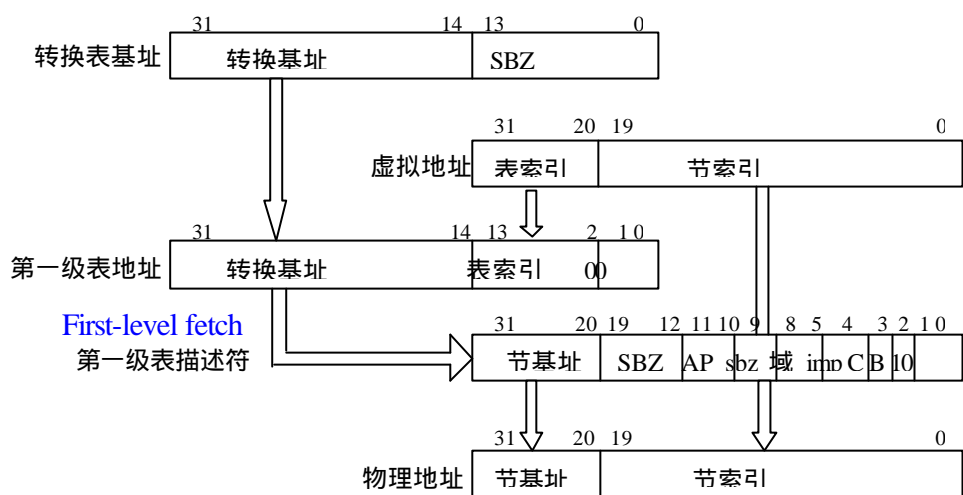 31 14 13 0
转换表基址 转换基址 SBZ
31 20 19 0
虚拟地址 表索引 节索引
31 14 13 2 1 0
第一级表地址 转换基址 表索引 00
First-level fetch
31 20 19 12 11 10 9 8 5 4 3 2 1 0
第一级表描述符 节基址 SBZ AP sbz 域 imp C B 10
31 20 19 0
物理地址 节基址 节索引